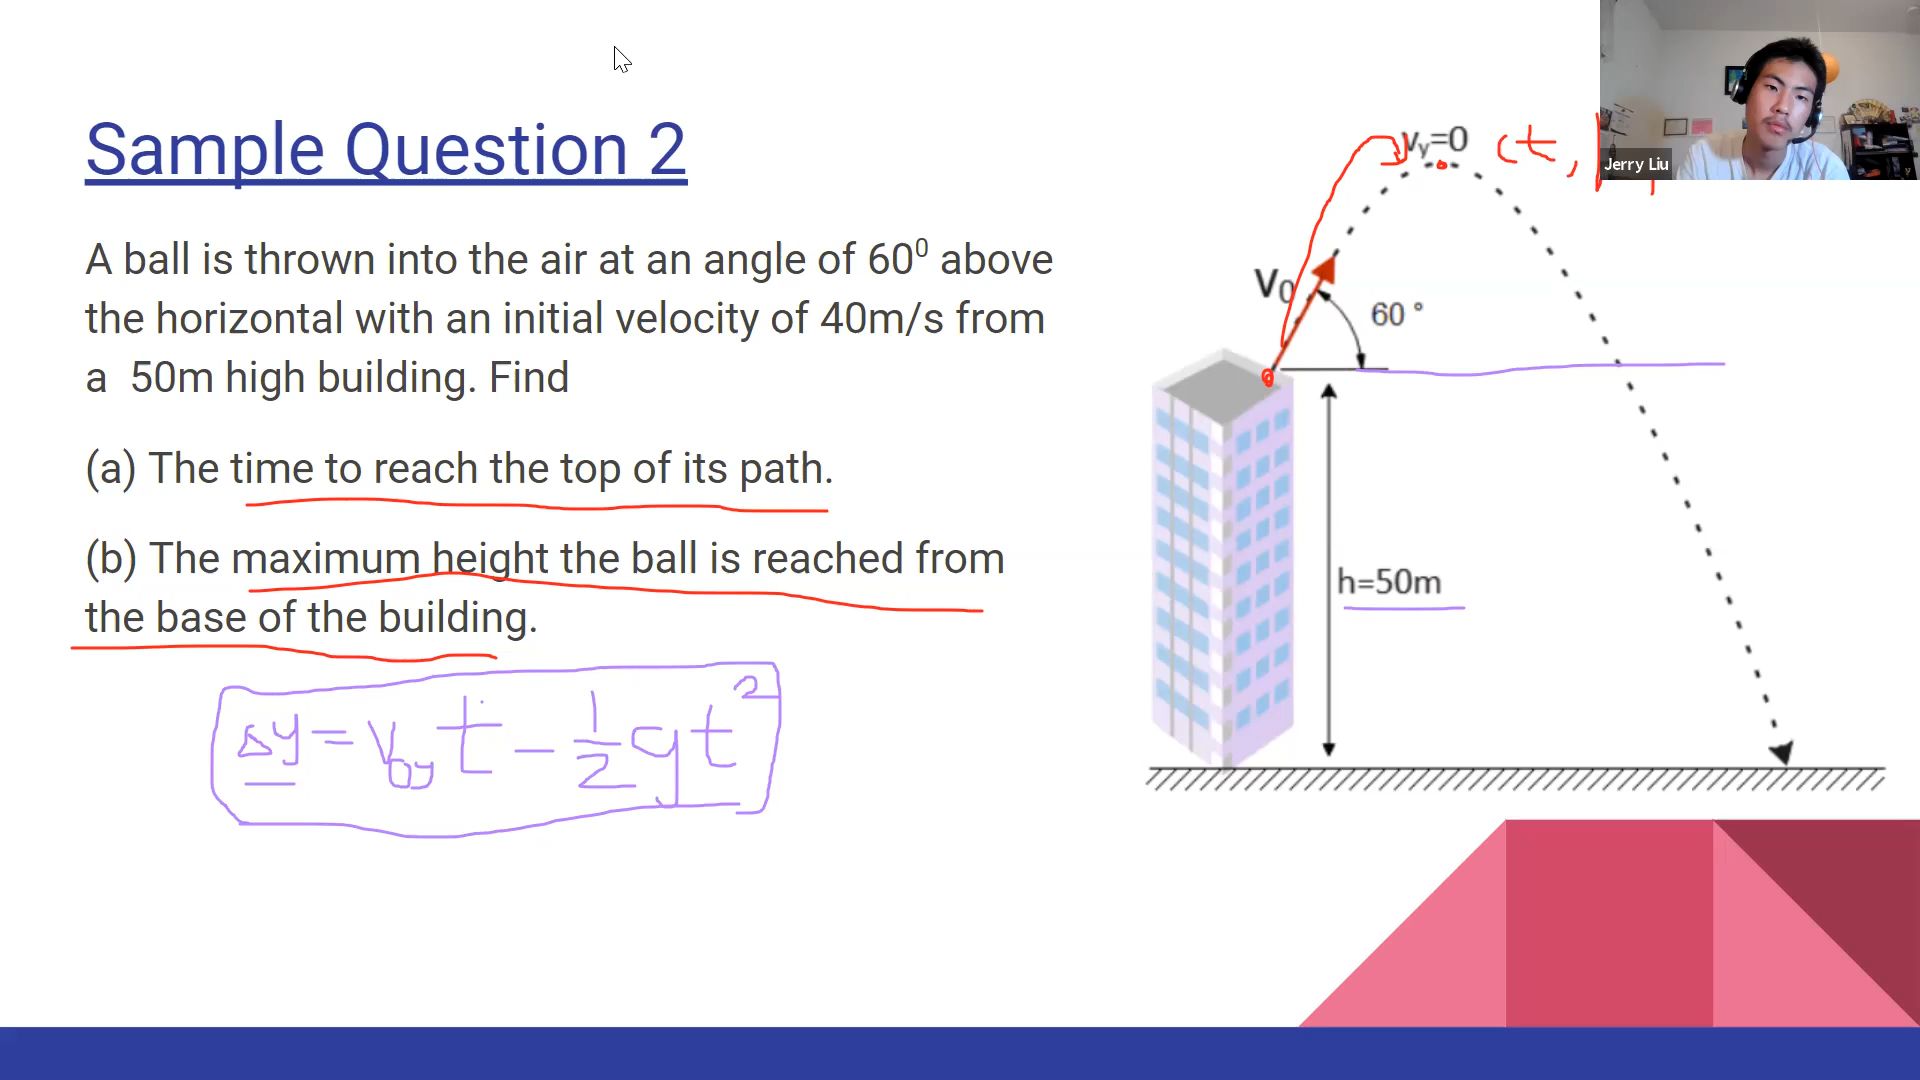 Sample Question 2
A ball is thrown into the air at an angle of 60⁰ above
the horizontal with an initial velocity of 40m/s from
a 50m high building. Find
(a) The time to reach the top of its path.
(b) The maximum height the ball is reached from
the base of the building.
Δy = v₀y t - 1/2 g t²
vy=0
(t,
V₀
60 °
h=50m
Jerry Liu